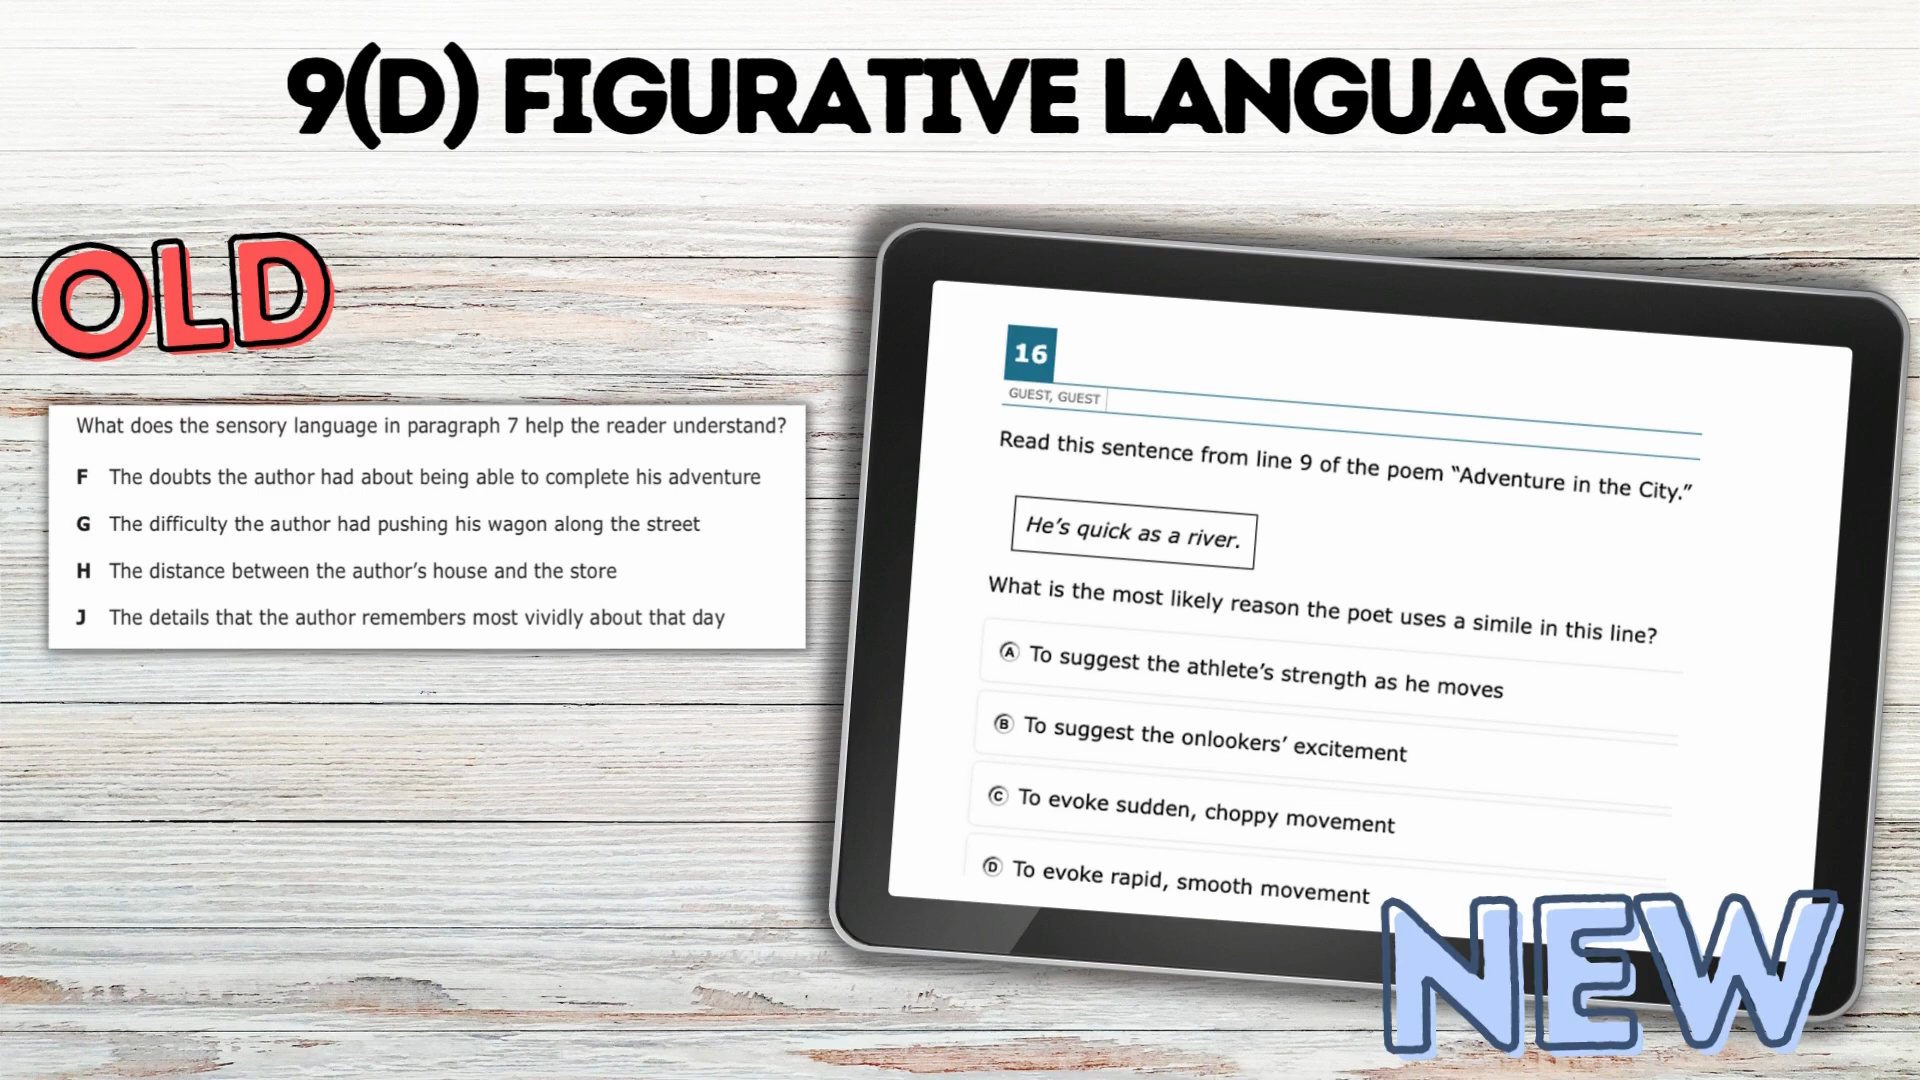 9(D) FIGURATIVE LANGUAGE
OLD
What does the sensory language in paragraph 7 help the reader understand?
F The doubts the author had about being able to complete his adventure
G The difficulty the author had pushing his wagon along the street
H The distance between the author's house and the store
J The details that the author remembers most vividly about that day
16
GUEST, GUEST
Read this sentence from line 9 of the poem “Adventure in the City.”
He's quick as a river.
What is the most likely reason the poet uses a simile in this line?
A To suggest the athlete's strength as he moves
B To suggest the onlookers' excitement
C To evoke sudden, choppy movement
D To evoke rapid, smooth movement
NEW